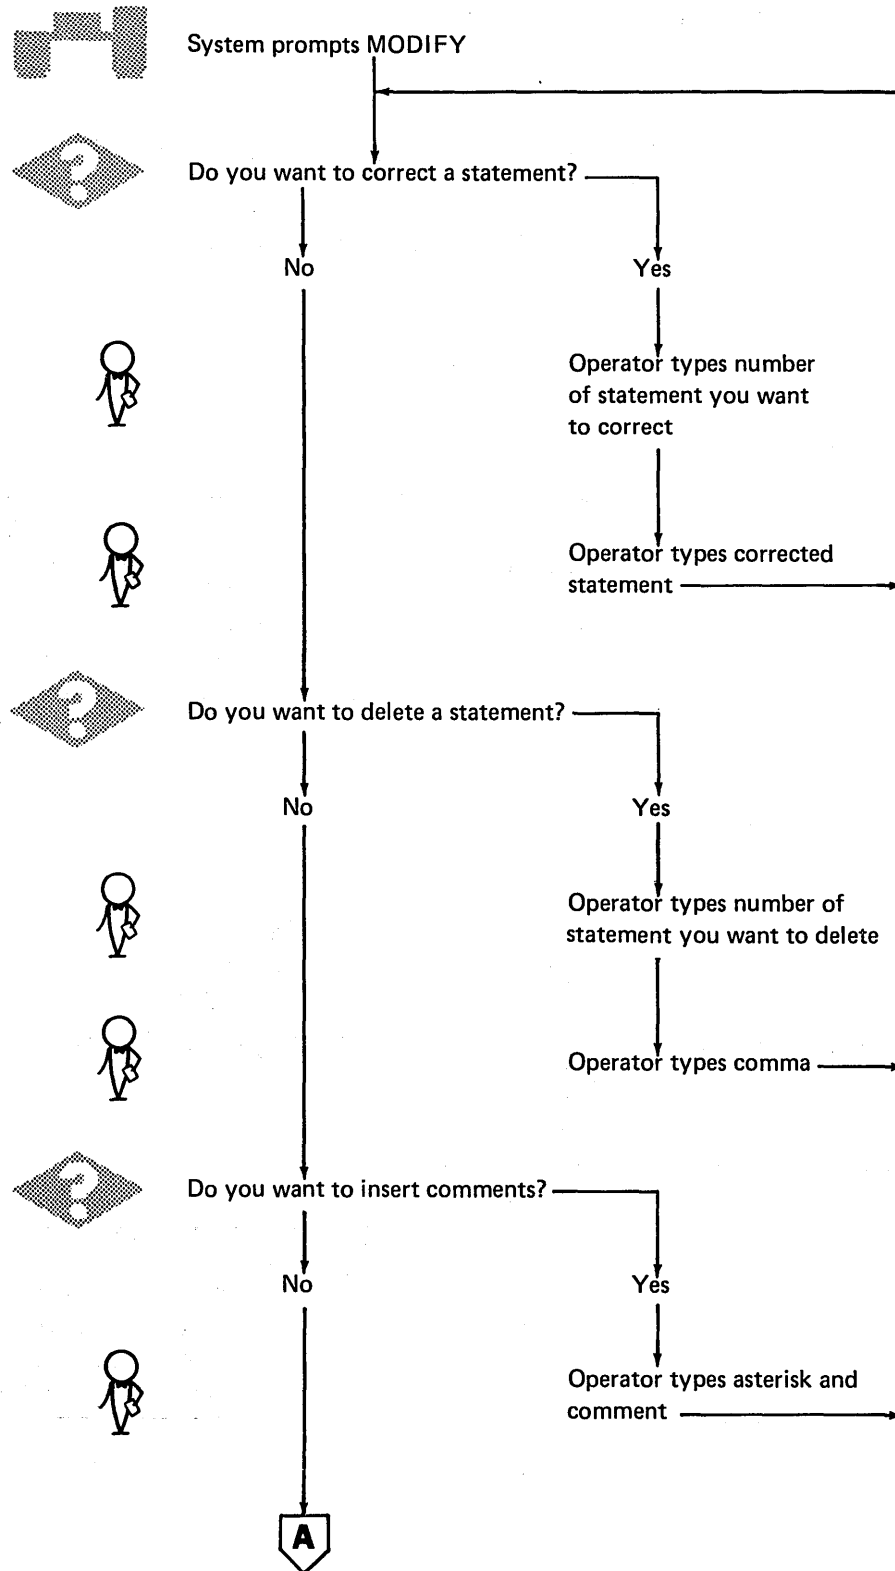 System prompts MODIFY
?
Do you want to correct a statement?
No
Yes
Operator types number
of statement you want
to correct
Operator types corrected
statement
?
Do you want to delete a statement?
No
Yes
Operator types number of
statement you want to delete
Operator types comma
?
Do you want to insert comments?
No
Yes
Operator types asterisk and
comment
A